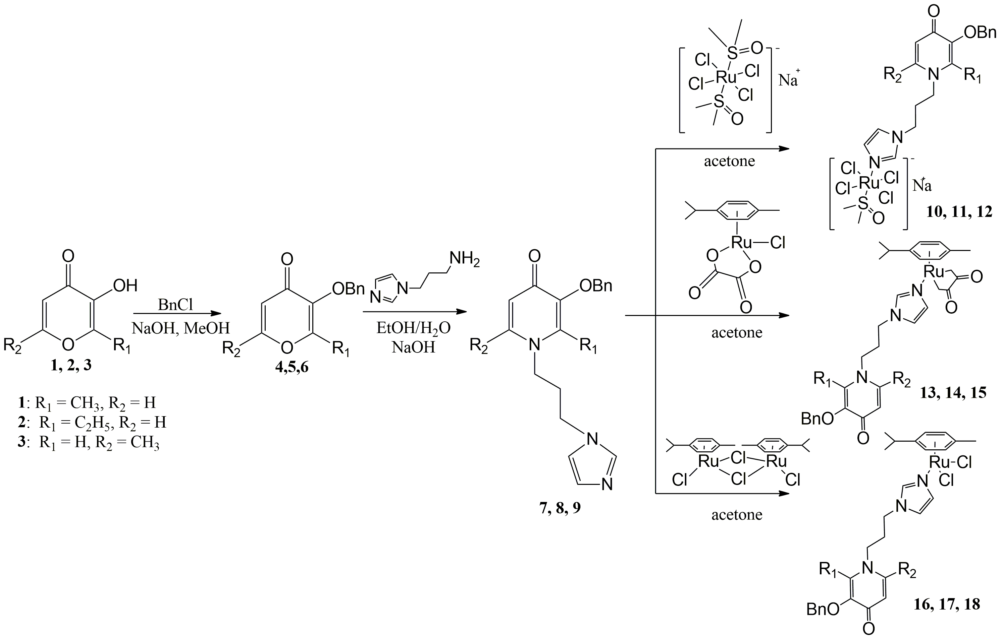 O
OH
R2
O
R1
1, 2, 3
1: R1 = CH3, R2 = H
2: R1 = C2H5, R2 = H
3: R1 = H, R2 = CH3
BnCl
NaOH, MeOH
O
OBn
R2
O
R1
4,5,6
NH2
N
N
EtOH/H2O
NaOH
O
OBn
R2
N
R1
N
N
7, 8, 9
S=O
-
Cl
Cl
Ru
Cl
Cl
Na+
S
O
acetone
O
OBn
R2
N
R1
N
N
-
Cl
Ru
Cl
Cl
Cl
Na+
S
O
10, 11, 12
Ru
Cl
O
O
O
O
acetone
Ru
O
O
N
N
R1
N
R2
BnO
O
13, 14, 15
Ru
Cl
Ru
Cl
Cl
Cl
acetone
Ru
Cl
N
Cl
N
R1
N
R2
BnO
O
16, 17, 18